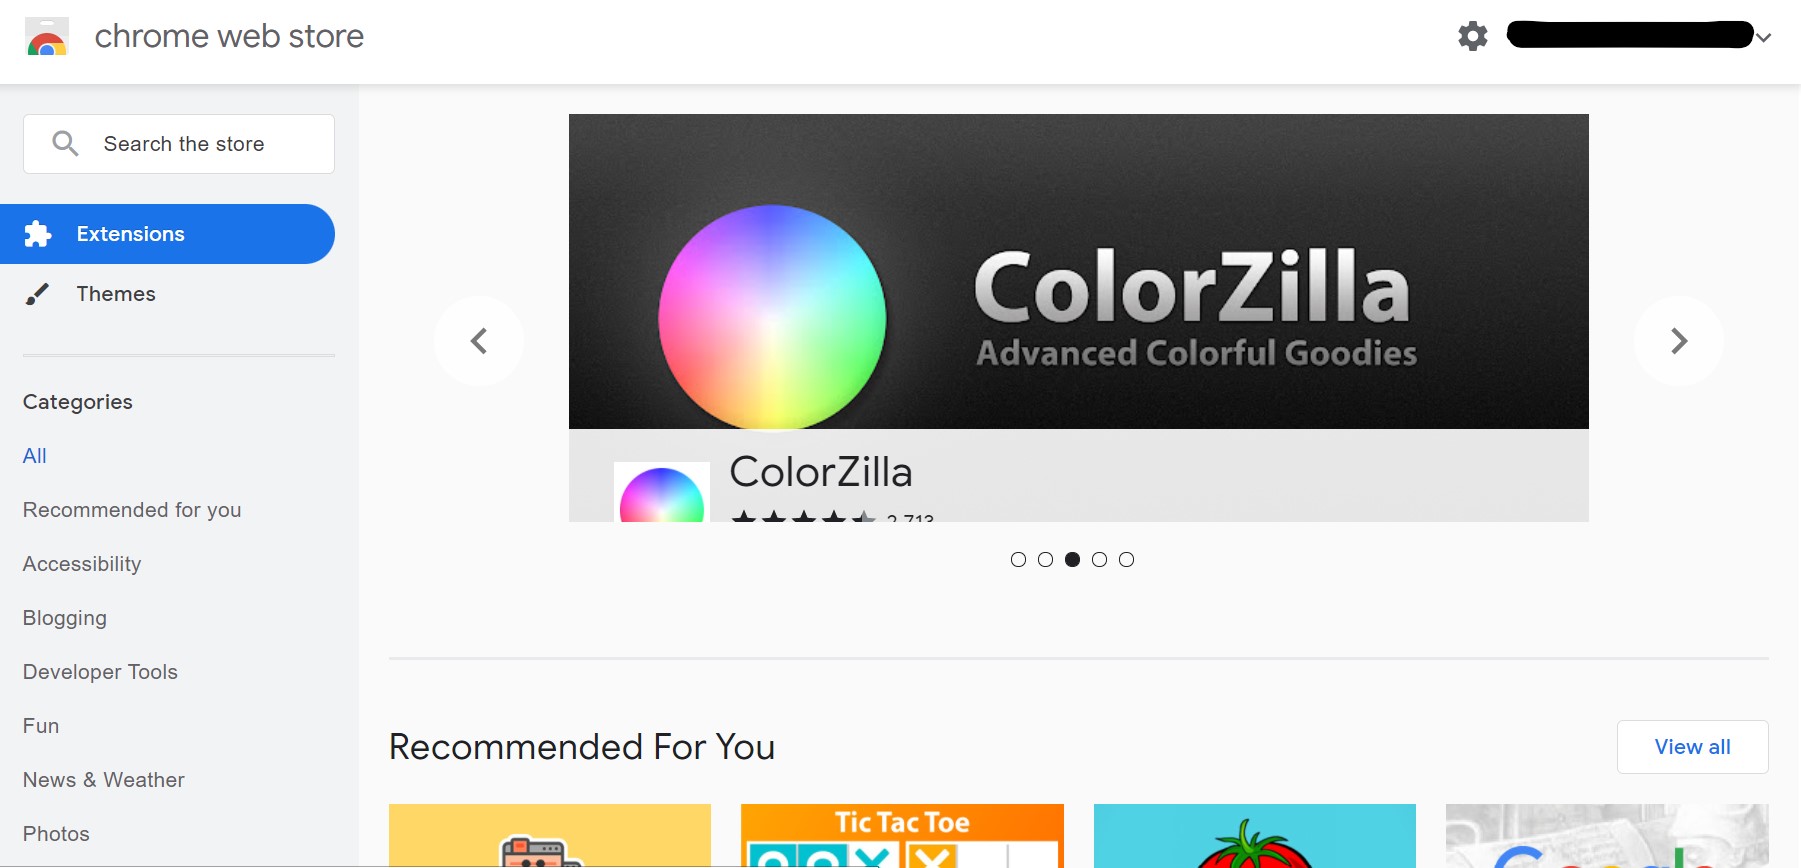 chrome web store
Search the store
Extensions
Themes
Categories
All
Recommended for you
Accessibility
Blogging
Developer Tools
Fun
News & Weather
Photos
ColorZilla
Advanced Colorful Goodies
ColorZilla
2,713
Recommended For You
View all
Tic Tac Toe
Google